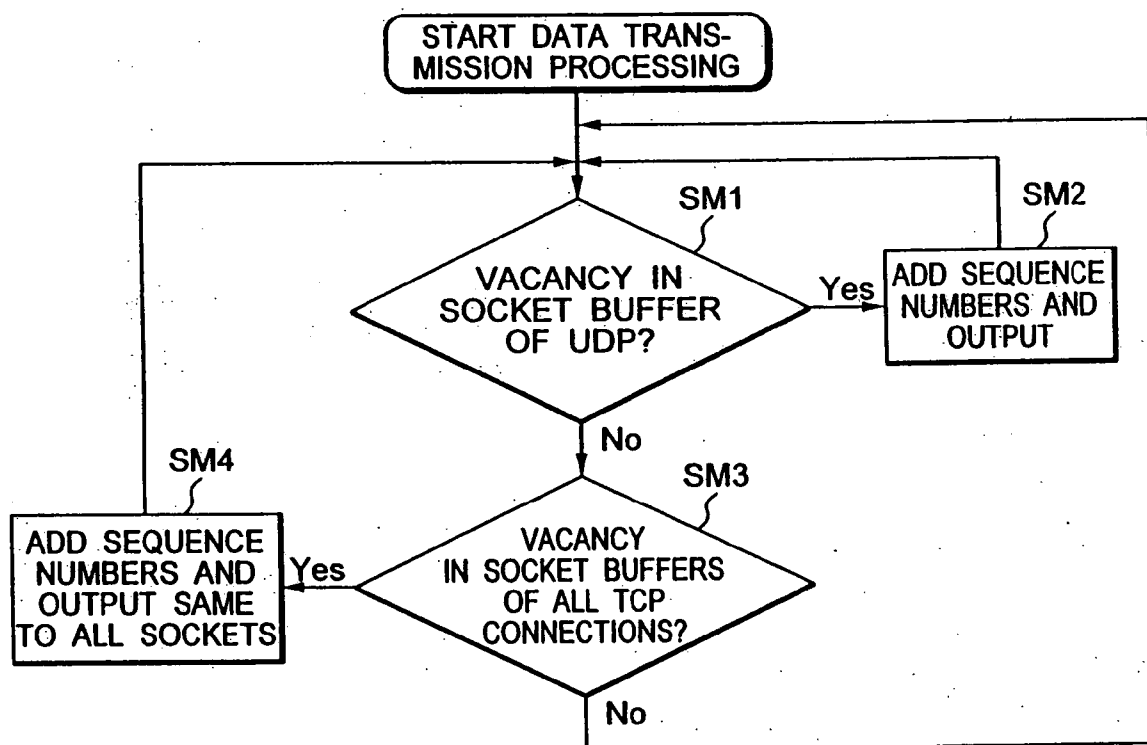 START DATA TRANS-
MISSION PROCESSING
SM1
SM2
VACANCY IN
SOCKET BUFFER
OF UDP?
Yes
ADD SEQUENCE
NUMBERS AND
OUTPUT
No
SM4
SM3
ADD SEQUENCE
NUMBERS AND
OUTPUT SAME
TO ALL SOCKETS
Yes
VACANCY
IN SOCKET BUFFERS
OF ALL TCP
CONNECTIONS?
No